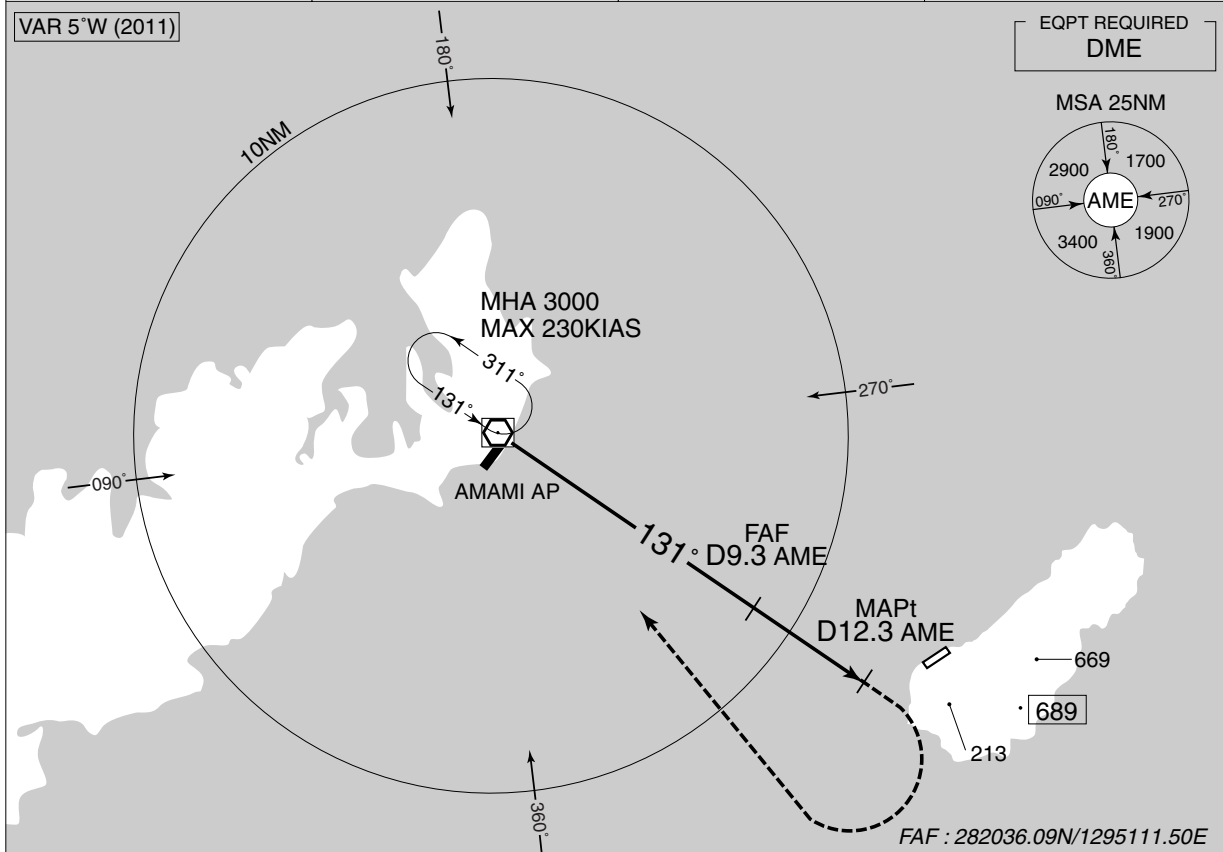 VAR 5˚W (2011)
EQPT REQUIRED
DME
180˚
10NM
MSA 25NM
180˚
2900
1700
090˚
AME
270˚
3400
1900
360˚
MHA 3000
MAX 230KIAS
311˚
131˚
270˚
090˚
AMAMI AP
131˚
FAF
D9.3 AME
MAPt
D12.3 AME
669
689
213
360˚
FAF : 282036.09N/1295111.50E